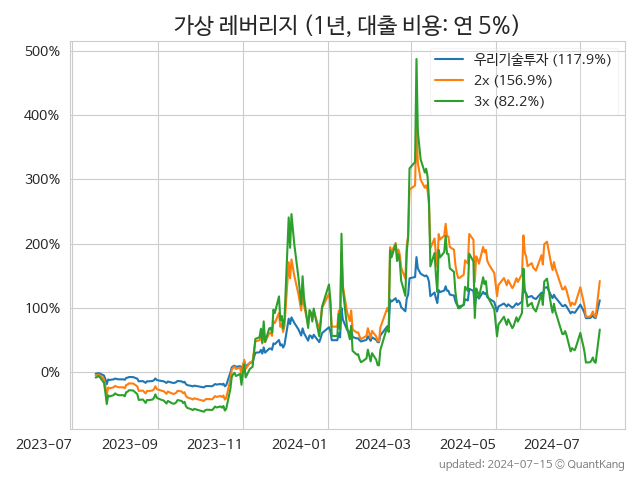 가상 레버리지 (1년, 대출 비용: 연 5%)
500%
400%
300%
200%
100%
0%
우리기술투자 (117.9%)
2x (156.9%)
3x (82.2%)
2023-07
2023-09
2023-11
2024-01
2024-03
2024-05
2024-07
updated: 2024-07-15 © QuantKang